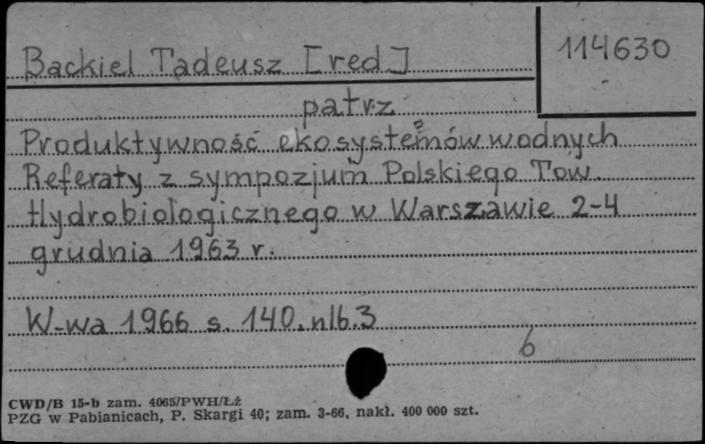 Backiel Tadeusz [red]
114630
patrz
Produktywność ekosystemów wodnych
Referaty z sympozjum Polskiego Tow.
Hydrobiologicznego w Warszawie 2-4
grudnia 1963 r.
W-wa 1966 s. 140, nlb. 3
6
CWD/B 15-b zam. 4065/PWH/Łź
PZG w Pabianicach, P. Skargi 40; zam. 3-66, nakł. 400 000 szt.